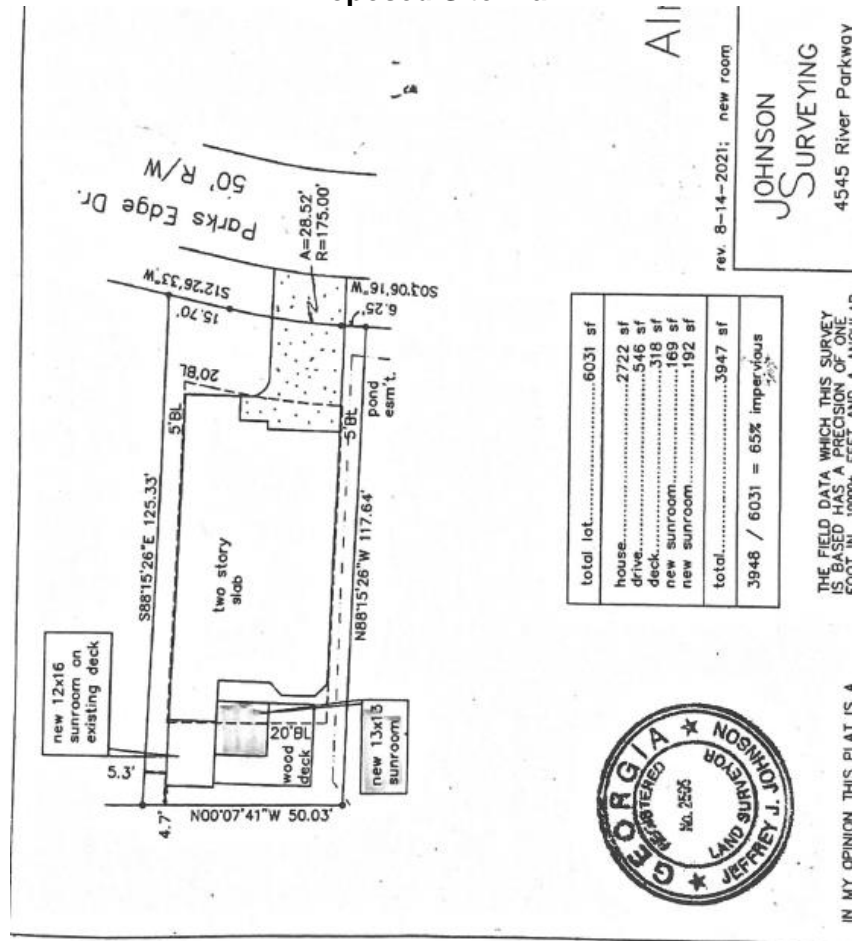 Parks Edge Dr.
50' R/W
A=28.52'
R=175.00'
S12°26'33"W
15.70'
S03°06'16"W
6.25'
20'BL
5'BL
5'BL
pond
esm't.
S88°15'26"E 125.33'
two story
slab
N88°15'26"W 117.64'
new 12x16
sunroom on
existing deck
20'BL
wood
deck
new 13x13
sunroom
5.3'
4.7'
N00°07'41"W 50.03'
rev. 8-14-2021; new room
JOHNSON
SURVEYING
4545 River Parkway
total lot..........6031 sf
house..........2722 sf
drive..........546 sf
deck..........318 sf
new sunroom..........169 sf
new sunroom..........192 sf
total..........3947 sf
3948 / 6031 = 65% impervious
THE FIELD DATA WHICH THIS SURVEY
IS BASED HAS A PRECISION OF ONE
IN MY OPINION THIS PLAT IS A
GEORGIA
REGISTERED
No. 2595
LAND SURVEYOR
JEFFREY J. JOHNSON